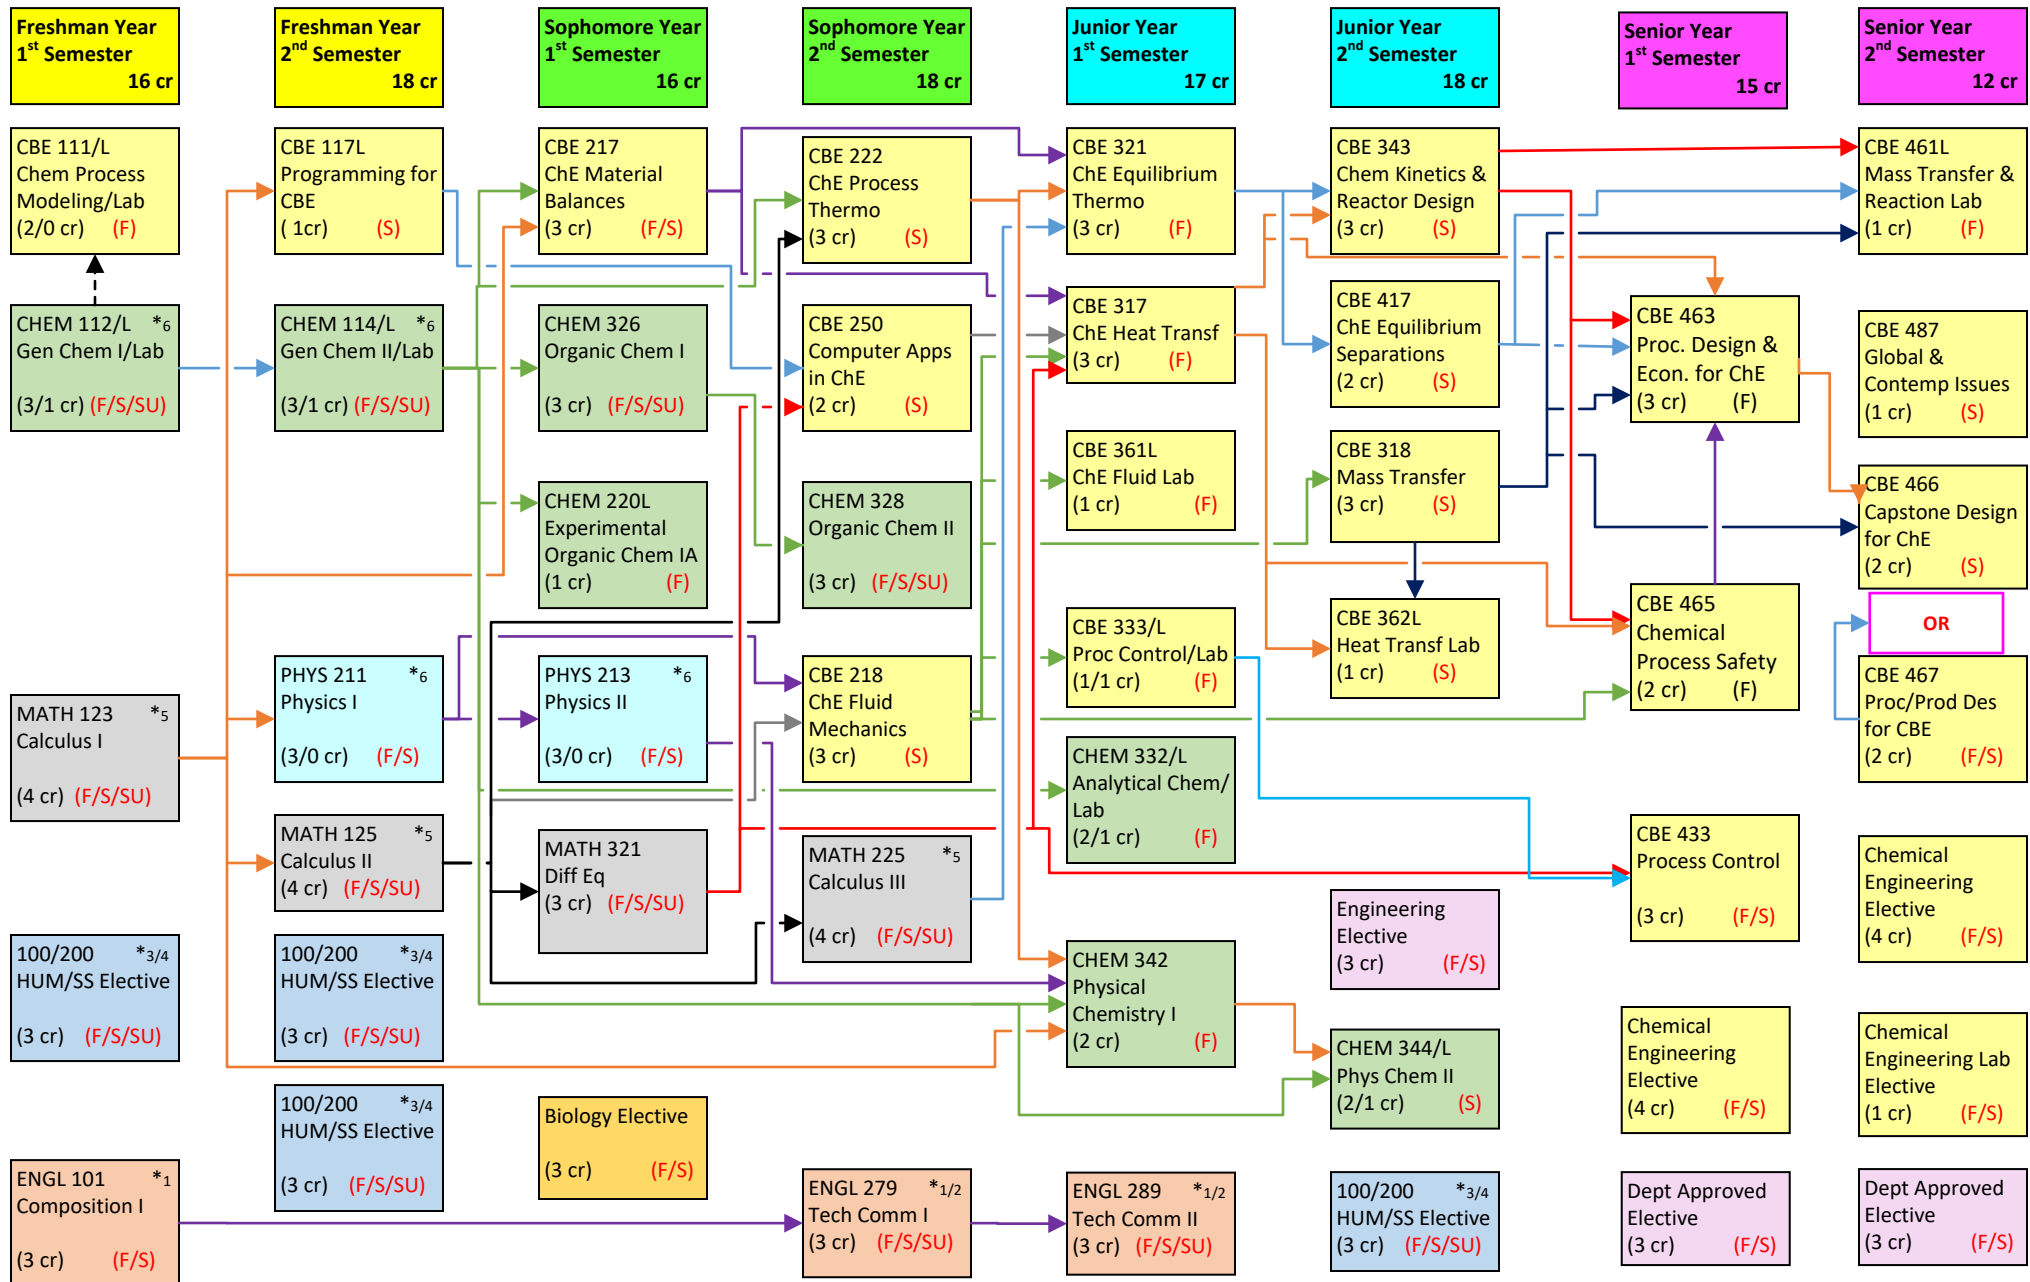 Freshman Year
1st Semester
16 cr
Freshman Year
2nd Semester
18 cr
Sophomore Year
1st Semester
16 cr
Sophomore Year
2nd Semester
18 cr
Junior Year
1st Semester
17 cr
Junior Year
2nd Semester
18 cr
Senior Year
1st Semester
15 cr
Senior Year
2nd Semester
12 cr
CBE 111/L
Chem Process
Modeling/Lab
(2/0 cr) (F)
CHEM 112/L *6
Gen Chem I/Lab
(3/1 cr) (F/S/SU)
MATH 123 *5
Calculus I
(4 cr) (F/S/SU)
100/200 *3/4
HUM/SS Elective
(3 cr) (F/S/SU)
ENGL 101 *1
Composition I
(3 cr) (F/S)
CBE 117L
Programming for
CBE
( 1cr) (S)
CHEM 114/L *6
Gen Chem II/Lab
(3/1 cr) (F/S/SU)
PHYS 211 *6
Physics I
(3/0 cr) (F/S)
MATH 125 *5
Calculus II
(4 cr) (F/S/SU)
100/200 *3/4
HUM/SS Elective
(3 cr) (F/S/SU)
100/200 *3/4
HUM/SS Elective
(3 cr) (F/S/SU)
CBE 217
ChE Material
Balances
(3 cr) (F/S)
CHEM 326
Organic Chem I
(3 cr) (F/S/SU)
CHEM 220L
Experimental
Organic Chem IA
(1 cr) (F)
PHYS 213 *6
Physics II
(3/0 cr) (F/S)
MATH 321
Diff Eq
(3 cr) (F/S/SU)
Biology Elective
(3 cr) (F/S)
CBE 222
ChE Process
Thermo
(3 cr) (S)
CBE 250
Computer Apps
in ChE
(2 cr) (S)
CHEM 328
Organic Chem II
(3 cr) (F/S/SU)
CBE 218
ChE Fluid
Mechanics
(3 cr) (S)
MATH 225 *5
Calculus III
(4 cr) (F/S/SU)
ENGL 279 *1/2
Tech Comm I
(3 cr) (F/S/SU)
CBE 321
ChE Equilibrium
Thermo
(3 cr) (F)
CBE 317
ChE Heat Transf
(3 cr) (F)
CBE 361L
ChE Fluid Lab
(1 cr) (F)
CBE 333/L
Proc Control/Lab
(1/1 cr) (F)
CHEM 332/L
Analytical Chem/
Lab
(2/1 cr) (F)
CHEM 342
Physical
Chemistry I
(2 cr) (F)
ENGL 289 *1/2
Tech Comm II
(3 cr) (F/S/SU)
CBE 343
Chem Kinetics &
Reactor Design
(3 cr) (S)
CBE 417
ChE Equilibrium
Separations
(2 cr) (S)
CBE 318
Mass Transfer
(3 cr) (S)
CBE 362L
Heat Transf Lab
(1 cr) (S)
Engineering
Elective
(3 cr) (F/S)
CHEM 344/L
Phys Chem II
(2/1 cr) (S)
100/200 *3/4
HUM/SS Elective
(3 cr) (F/S/SU)
CBE 463
Proc. Design &
Econ. for ChE
(3 cr) (F)
CBE 465
Chemical
Process Safety
(2 cr) (F)
CBE 433
Process Control
(3 cr) (F/S)
Chemical
Engineering
Elective
(4 cr) (F/S)
Dept Approved
Elective
(3 cr) (F/S)
CBE 461L
Mass Transfer &
Reaction Lab
(1 cr) (F)
CBE 487
Global &
Contemp Issues
(1 cr) (S)
CBE 466
Capstone Design
for ChE
(2 cr) (S)
OR
CBE 467
Proc/Prod Des
for CBE
(2 cr) (F/S)
Chemical
Engineering
Elective
(4 cr) (F/S)
Chemical
Engineering Lab
Elective
(1 cr) (F/S)
Dept Approved
Elective
(3 cr) (F/S)